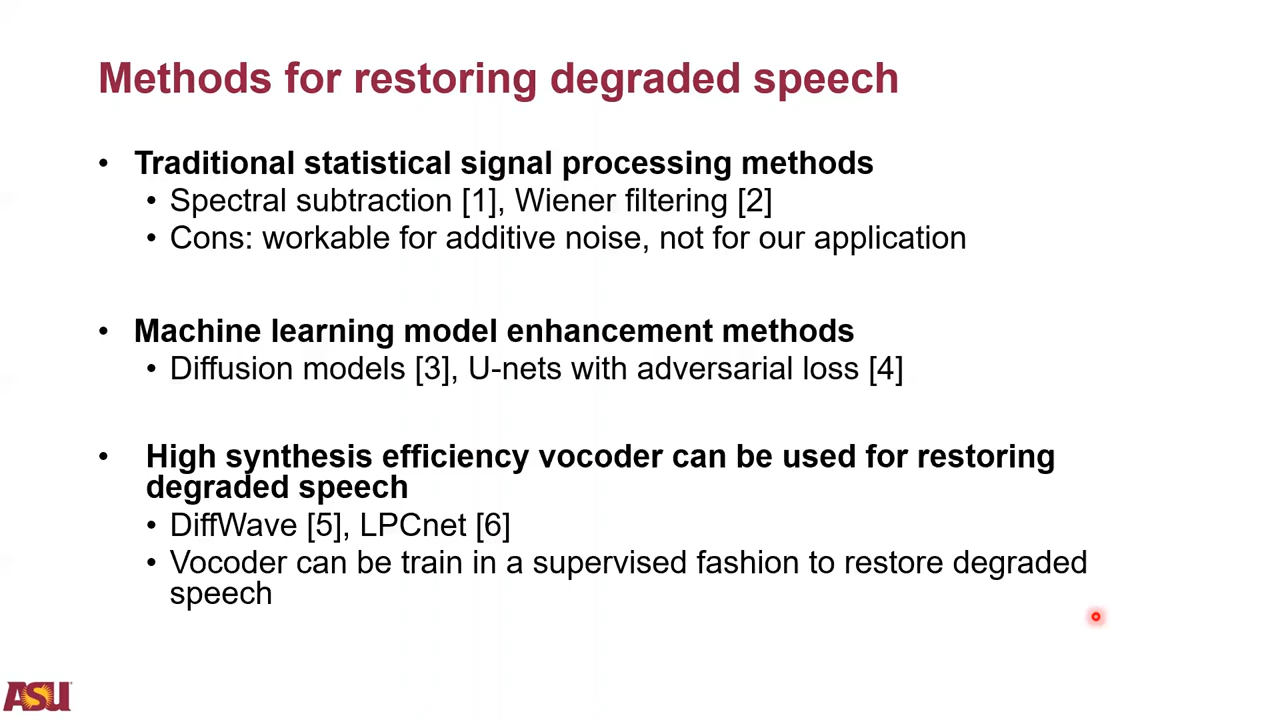 Methods for restoring degraded speech
• Traditional statistical signal processing methods
• Spectral subtraction [1], Wiener filtering [2]
• Cons: workable for additive noise, not for our application
• Machine learning model enhancement methods
• Diffusion models [3], U-nets with adversarial loss [4]
• High synthesis efficiency vocoder can be used for restoring
degraded speech
• DiffWave [5], LPCnet [6]
• Vocoder can be train in a supervised fashion to restore degraded
speech
ASU